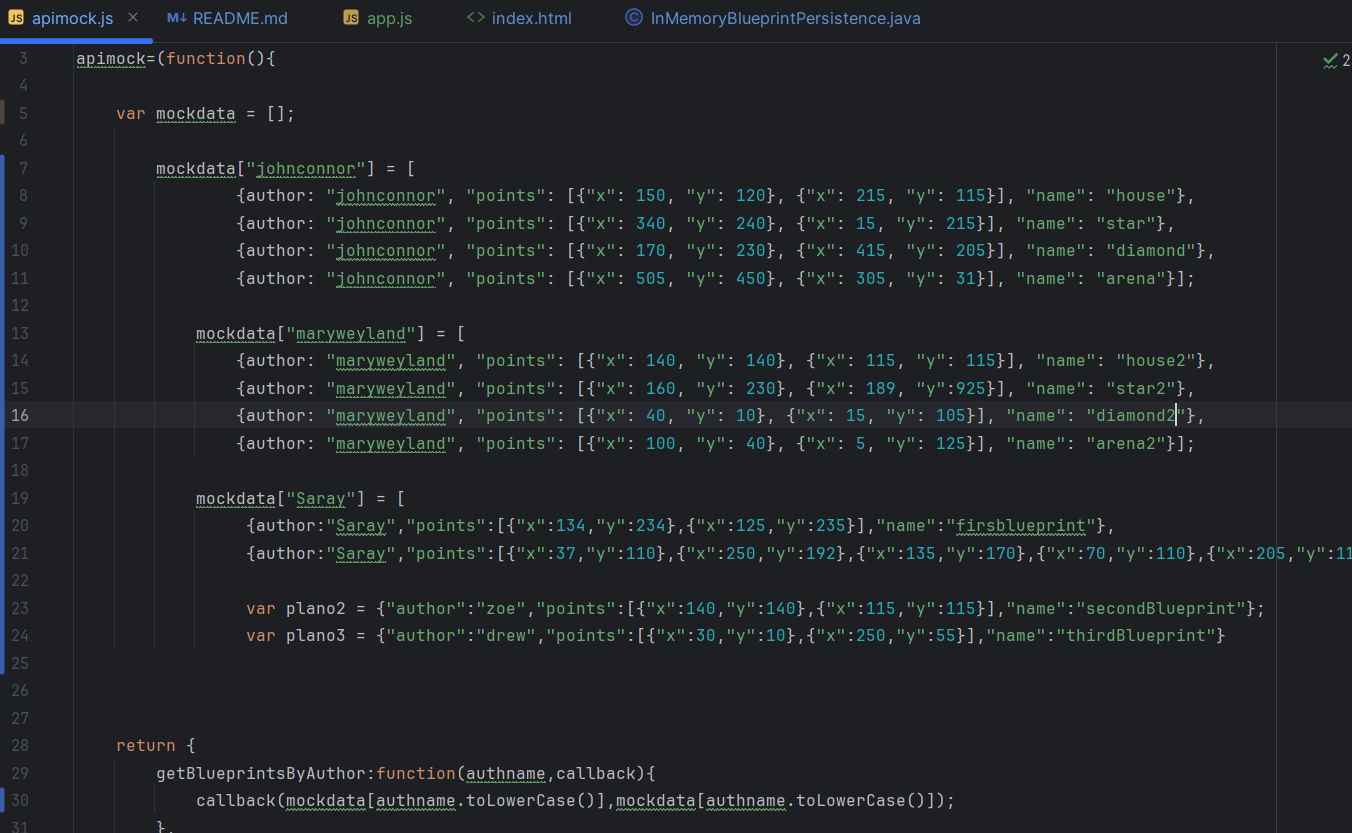 JS apimock.js × M↓ README.md JS app.js <> index.html C InMemoryBlueprintPersistence.java
3 apimock=(function(){ 2
4
5 var mockdata = [];
6
7 mockdata["johnconnor"] = [
8 {author: "johnconnor", "points": [{"x": 150, "y": 120}, {"x": 215, "y": 115}], "name": "house"},
9 {author: "johnconnor", "points": [{"x": 340, "y": 240}, {"x": 15, "y": 215}], "name": "star"},
10 {author: "johnconnor", "points": [{"x": 170, "y": 230}, {"x": 415, "y": 205}], "name": "diamond"},
11 {author: "johnconnor", "points": [{"x": 505, "y": 450}, {"x": 305, "y": 31}], "name": "arena"}];
12
13 mockdata["maryweyland"] = [
14 {author: "maryweyland", "points": [{"x": 140, "y": 140}, {"x": 115, "y": 115}], "name": "house2"},
15 {author: "maryweyland", "points": [{"x": 160, "y": 230}, {"x": 189, "y":925}], "name": "star2"},
16 {author: "maryweyland", "points": [{"x": 40, "y": 10}, {"x": 15, "y": 105}], "name": "diamond2"},
17 {author: "maryweyland", "points": [{"x": 100, "y": 40}, {"x": 5, "y": 125}], "name": "arena2"}];
18
19 mockdata["Saray"] = [
20 {author:"Saray","points":[{"x":134,"y":234},{"x":125,"y":235}],"name":"firsblueprint"},
21 {author:"Saray","points":[{"x":37,"y":110},{"x":250,"y":192},{"x":135,"y":170},{"x":70,"y":110},{"x":205,"y":11
22
23 var plano2 = {"author":"zoe","points":[{"x":140,"y":140},{"x":115,"y":115}],"name":"secondBlueprint"};
24 var plano3 = {"author":"drew","points":[{"x":30,"y":10},{"x":250,"y":55}],"name":"thirdBlueprint"}
25
26
27
28 return {
29 getBlueprintsByAuthor:function(authname,callback){
30 callback(mockdata[authname.toLowerCase()],mockdata[authname.toLowerCase()]);
31 },